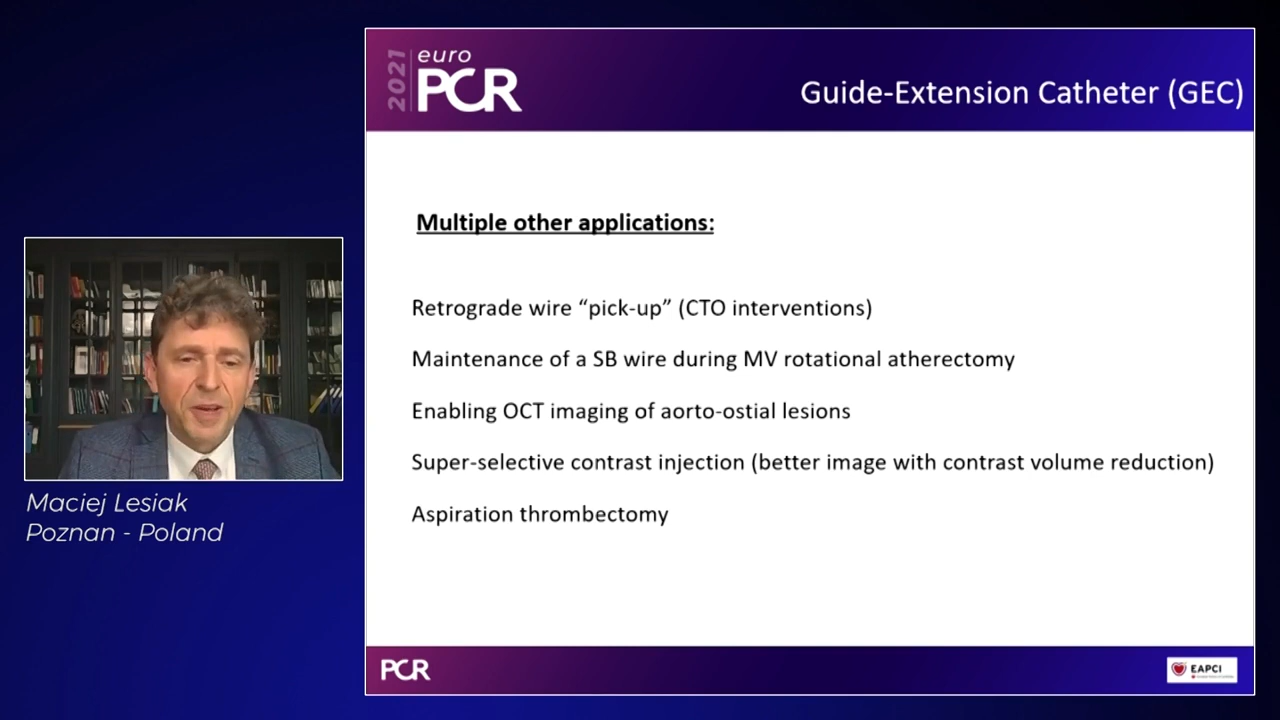 2021 euro
PCR
Guide-Extension Catheter (GEC)
Multiple other applications:
Retrograde wire “pick-up” (CTO interventions)
Maintenance of a SB wire during MV rotational atherectomy
Enabling OCT imaging of aorto-ostial lesions
Super-selective contrast injection (better image with contrast volume reduction)
Aspiration thrombectomy
Maciej Lesiak
Poznan - Poland
PCR
EAPCI